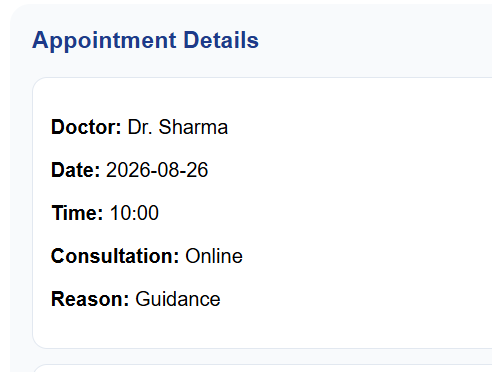 Appointment Details
Doctor: Dr. Sharma
Date: 2026-08-26
Time: 10:00
Consultation: Online
Reason: Guidance